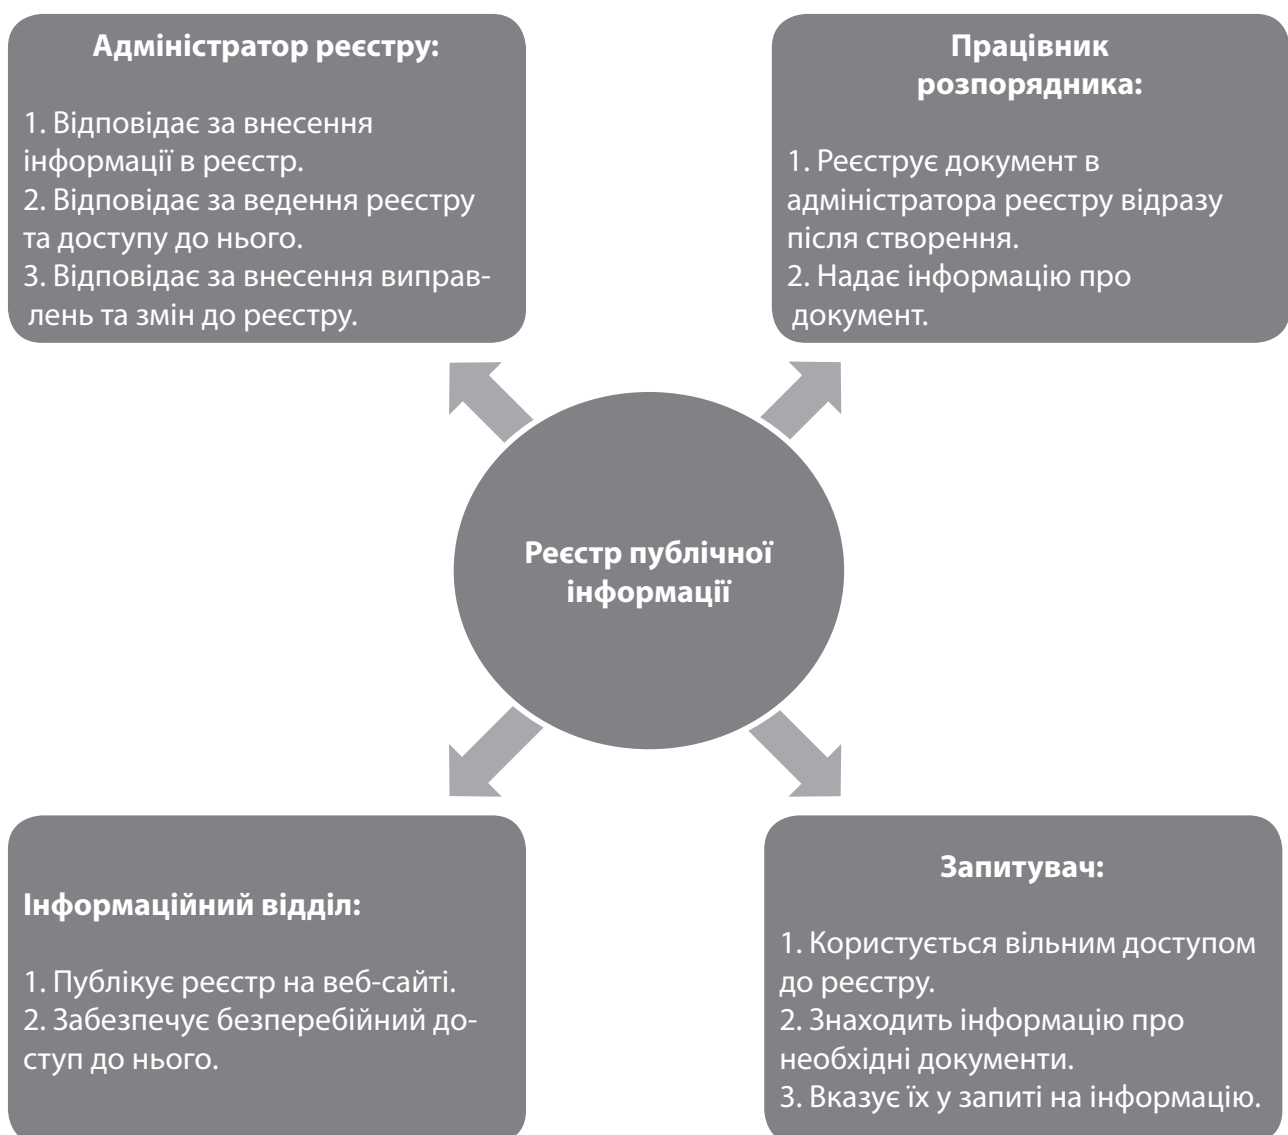 Адміністратор реєстру:
1. Відповідає за внесення
інформації в реєстр.
2. Відповідає за ведення реєстру
та доступу до нього.
3. Відповідає за внесення виправ-
лень та змін до реєстру.
Працівник
розпорядника:
1. Реєструє документ в
адміністратора реєстру відразу
після створення.
2. Надає інформацію про
документ.
Реєстр публічної
інформації
Інформаційний відділ:
1. Публікує реєстр на веб-сайті.
2. Забезпечує безперебійний до-
ступ до нього.
Запитувач:
1. Користується вільним доступом
до реєстру.
2. Знаходить інформацію про
необхідні документи.
3. Вказує їх у запиті на інформацію.